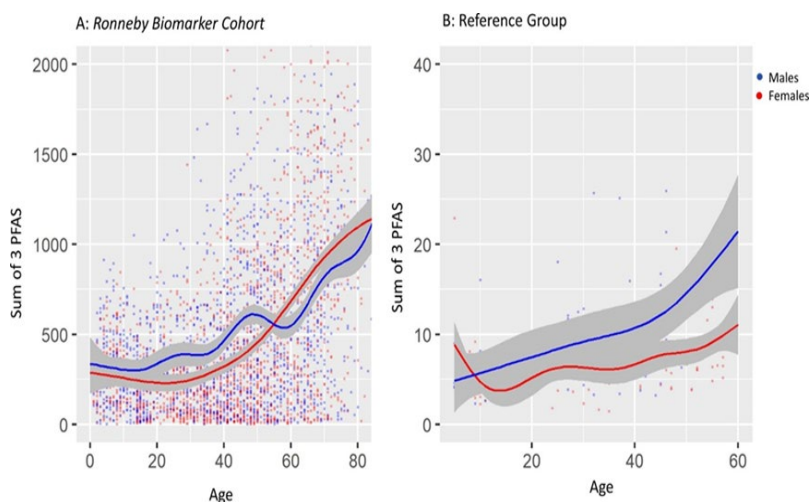 A: Ronneby Biomarker Cohort
Sum of 3 PFAS
2000
1500
1000
500
0
0 20 40 60 80
Age
B: Reference Group
Sum of 3 PFAS
40
30
20
10
0
20 40 60
Age
Males
Females